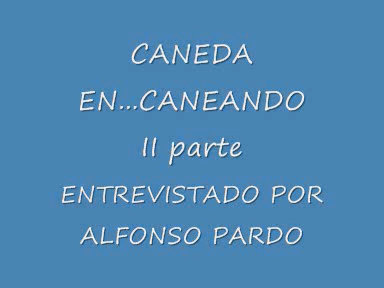 CANEDA
EN...CANEANDO
II parte
ENTREVISTADO POR
ALFONSO PARDO